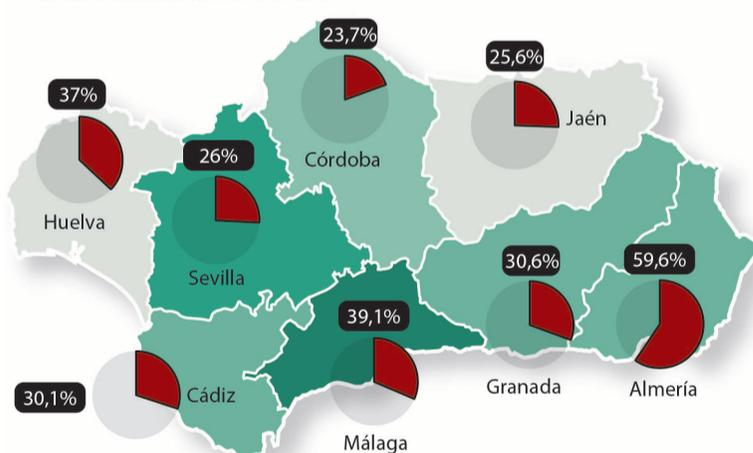 23,7%
25,6%
37%
Jaén
26%
Córdoba
Huelva
30,6%
59,6%
Sevilla
39,1%
Granada
Almería
30,1%
Cádiz
Málaga